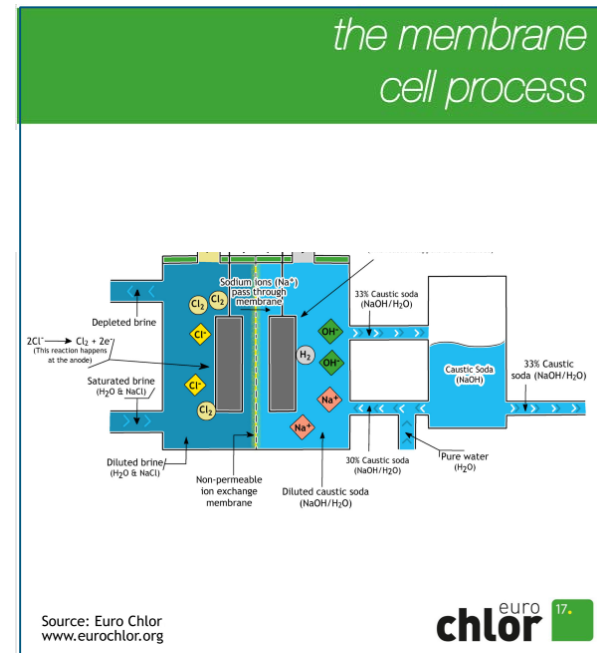 the membrane
cell process
Sodium ions (Na⁺)
pass through
membrane
Cl₂
Cl₂
Cl⁻
Cl⁻
Cl₂
OH⁻
H₂
OH⁻
Na⁺
Na⁺
Depleted brine
2Cl⁻ → Cl₂ + 2e⁻
(This reaction happens
at the anode)
Saturated brine
(H₂O & NaCl)
Diluted brine
(H₂O & NaCl)
Non-permeable
ion exchange
membrane
Diluted caustic soda
(NaOH/H₂O)
33% Caustic soda
(NaOH/H₂O)
30% Caustic soda
(NaOH/H₂O)
Pure water
(H₂O)
Caustic Soda
(NaOH)
33% Caustic
soda (NaOH/H₂O)
Source: Euro Chlor
www.eurochlor.org
euro
chlor
17.